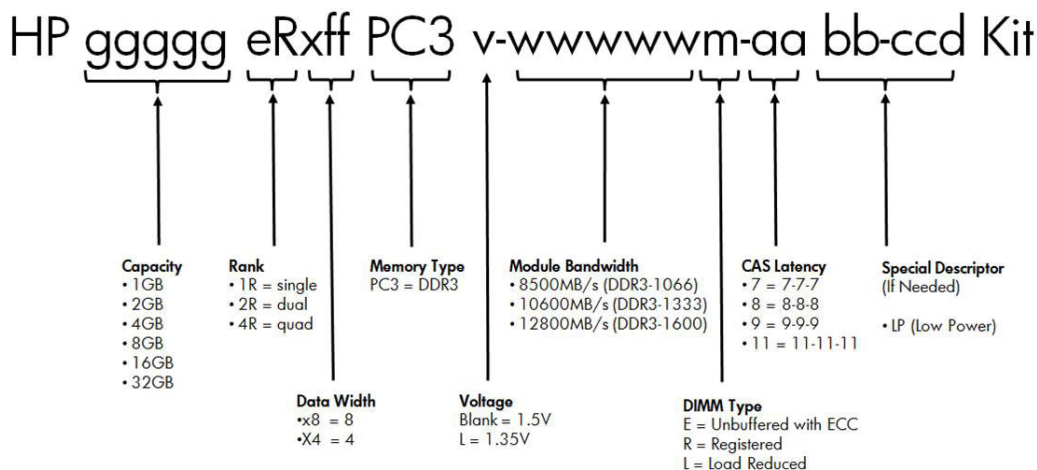 HP ggggg eRxff PC3 v-wwwwwm-aa bb-ccd Kit
Capacity
• 1GB
• 2GB
• 4GB
• 8GB
• 16GB
• 32GB
Rank
• 1R = single
• 2R = dual
• 4R = quad
Memory Type
PC3 = DDR3
Module Bandwidth
• 8500MB/s (DDR3-1066)
• 10600MB/s (DDR3-1333)
• 12800MB/s (DDR3-1600)
CAS Latency
• 7 = 7-7-7
• 8 = 8-8-8
• 9 = 9-9-9
• 11 = 11-11-11
Special Descriptor
(If Needed)
• LP (Low Power)
Data Width
•x8 = 8
•X4 = 4
Voltage
Blank = 1.5V
L = 1.35V
DIMM Type
E = Unbuffered with ECC
R = Registered
L = Load Reduced